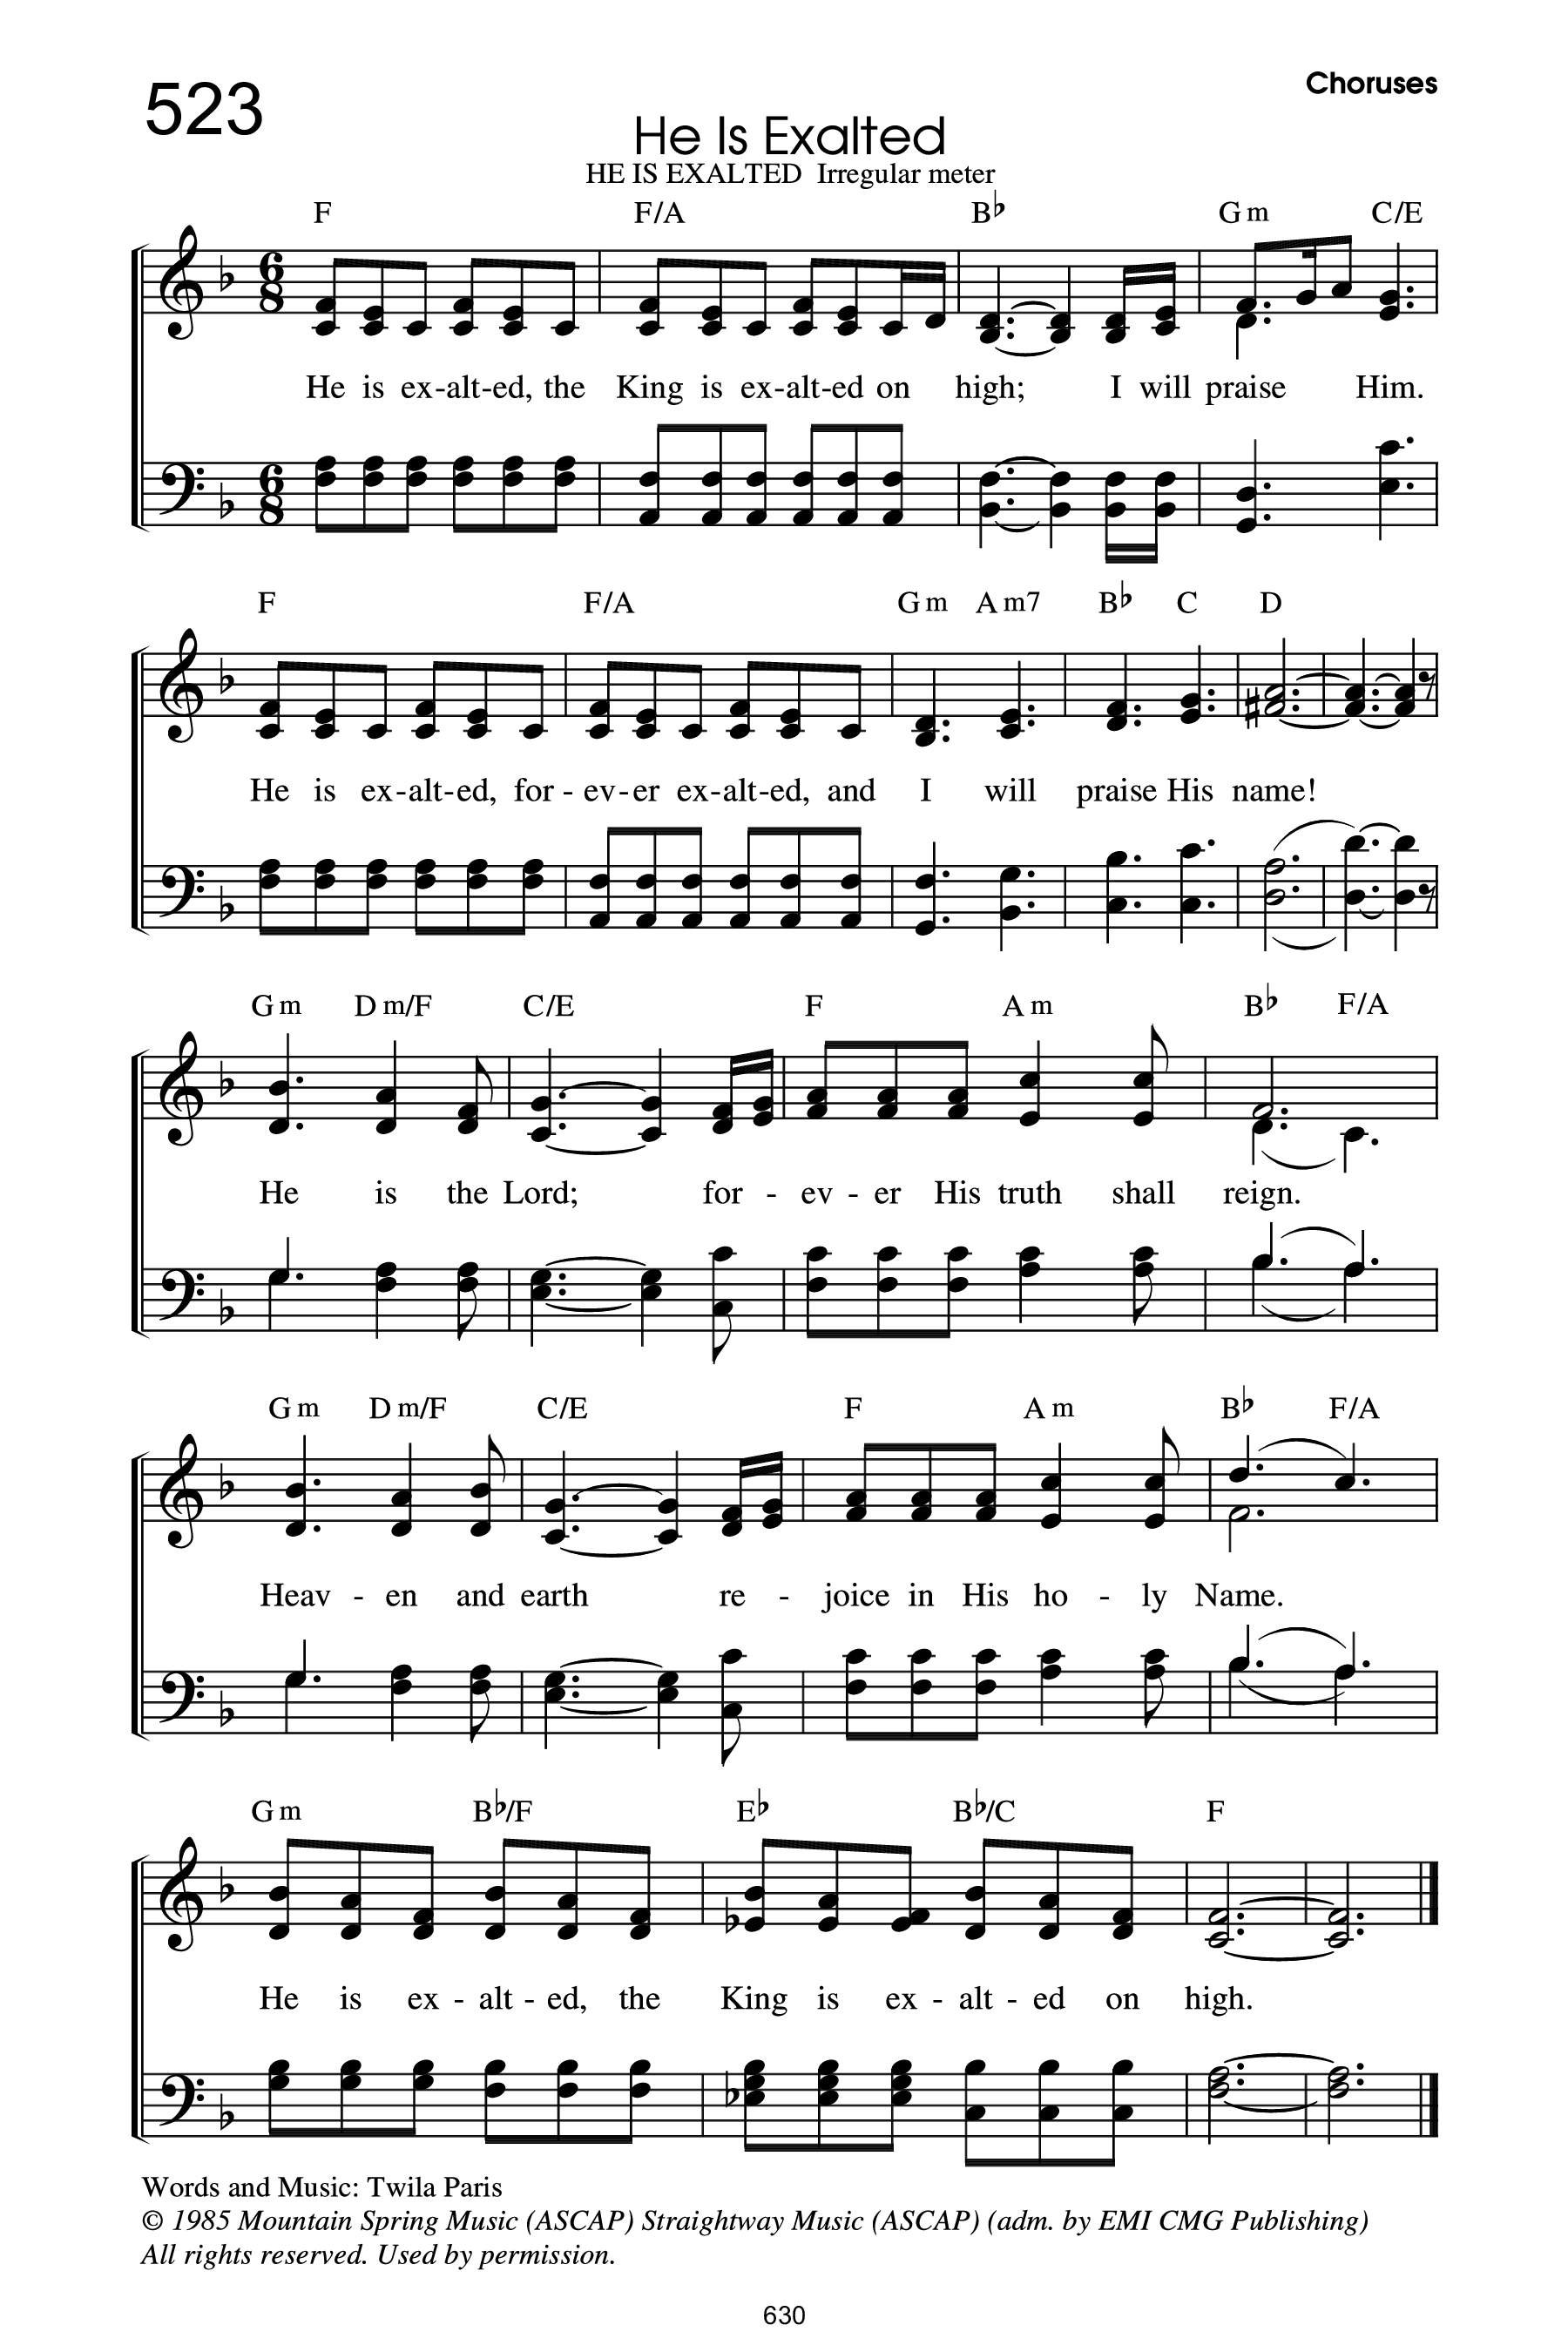 523
Choruses
He Is Exalted
HE IS EXALTED  Irregular meter
F F/A B♭ Gm C/E
He is ex-alt-ed, the King is ex-alt-ed on high; I will praise Him.
F F/A Gm Am7 B♭ C D
He is ex-alt-ed, for-ev-er ex-alt-ed, and I will praise His name!
Gm Dm/F C/E F Am B♭ F/A
He is the Lord; for - ev - er His truth shall reign.
Gm Dm/F C/E F Am B♭ F/A
Heav - en and earth re - joice in His ho - ly Name.
Gm B♭/F E♭ B♭/C F
He is ex - alt - ed, the King is ex - alt - ed on high.
Words and Music: Twila Paris
© 1985 Mountain Spring Music (ASCAP) Straightway Music (ASCAP) (adm. by EMI CMG Publishing)
All rights reserved. Used by permission.
630